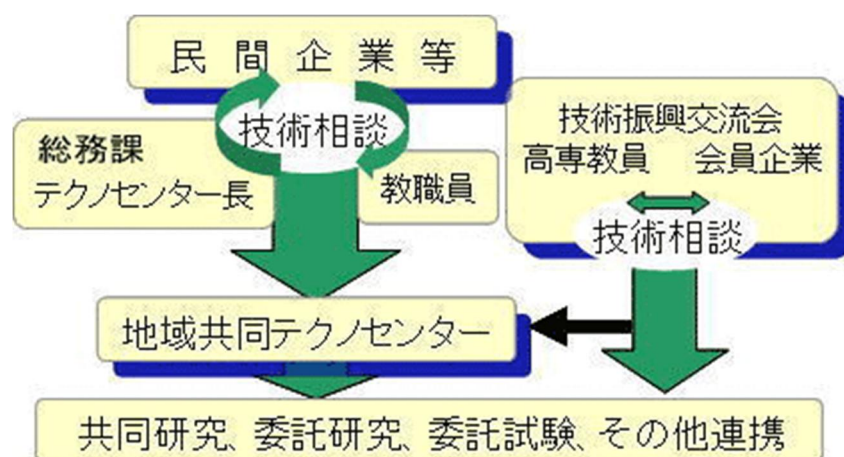 民間企業等
技術相談
総務課
テクノセンター長
教職員
技術振興交流会
高専教員　会員企業
技術相談
地域共同テクノセンター
共同研究、委託研究、委託試験、その他連携